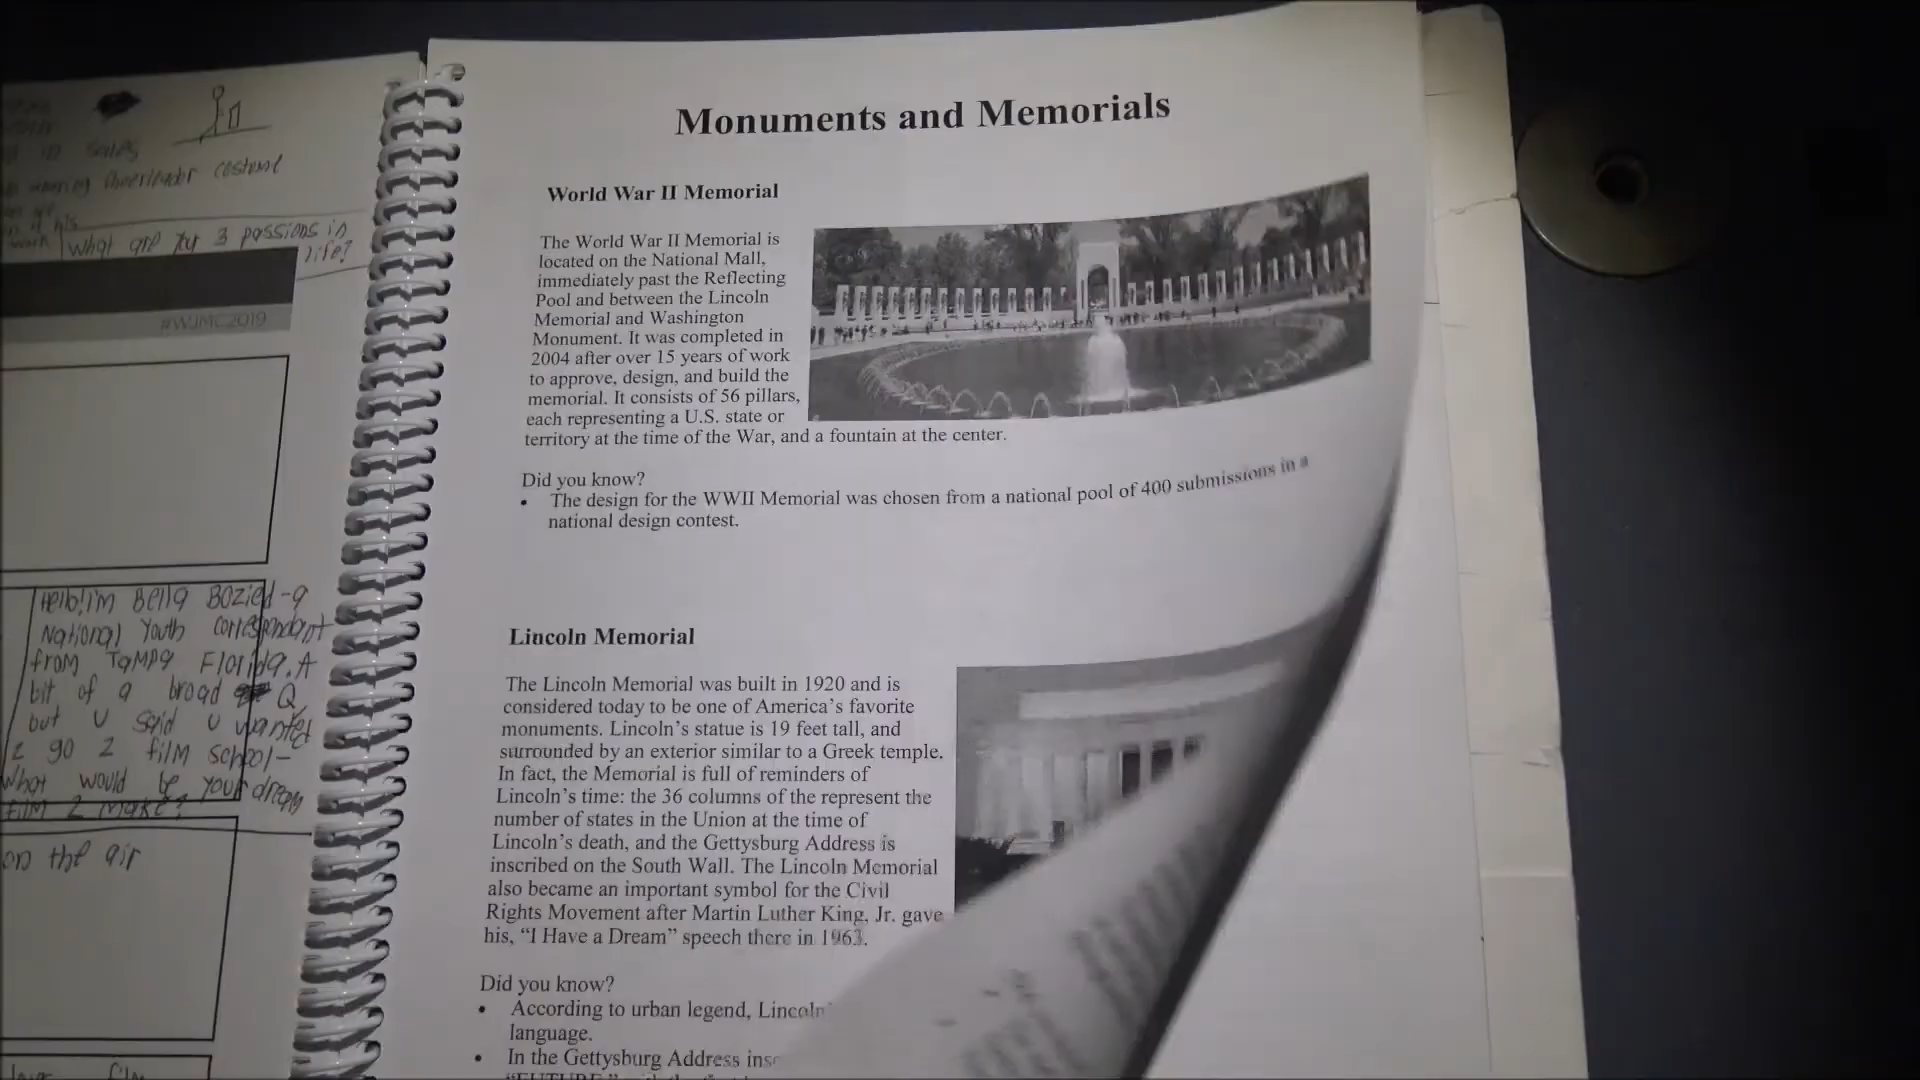 in sales
wearing cheerleader costume
his
work
what are yur 3 passions in
life?
#WJMC2019
Hello! I'm Bella Bozied - a
National Youth correspondant
from Tampa Florida. A
bit of a broad Q
but u said u wanted
2 go 2 film school -
What would be your dream
film 2 make?
on the air
Monuments and Memorials
World War II Memorial
The World War II Memorial is
located on the National Mall,
immediately past the Reflecting
Pool and between the Lincoln
Memorial and Washington
Monument. It was completed in
2004 after over 15 years of work
to approve, design, and build the
memorial. It consists of 56 pillars,
each representing a U.S. state or
territory at the time of the War, and a fountain at the center.
Did you know?
• The design for the WWII Memorial was chosen from a national pool of 400 submissions in a
national design contest.
Lincoln Memorial
The Lincoln Memorial was built in 1920 and is
considered today to be one of America's favorite
monuments. Lincoln's statue is 19 feet tall, and
surrounded by an exterior similar to a Greek temple.
In fact, the Memorial is full of reminders of
Lincoln's time: the 36 columns of the represent the
number of states in the Union at the time of
Lincoln's death, and the Gettysburg Address is
inscribed on the South Wall. The Lincoln Memorial
also became an important symbol for the Civil
Rights Movement after Martin Luther King, Jr. gave
his, "I Have a Dream" speech there in 1963.
Did you know?
• According to urban legend, Lincoln
language.
• In the Gettysburg Address
"FUTURE"